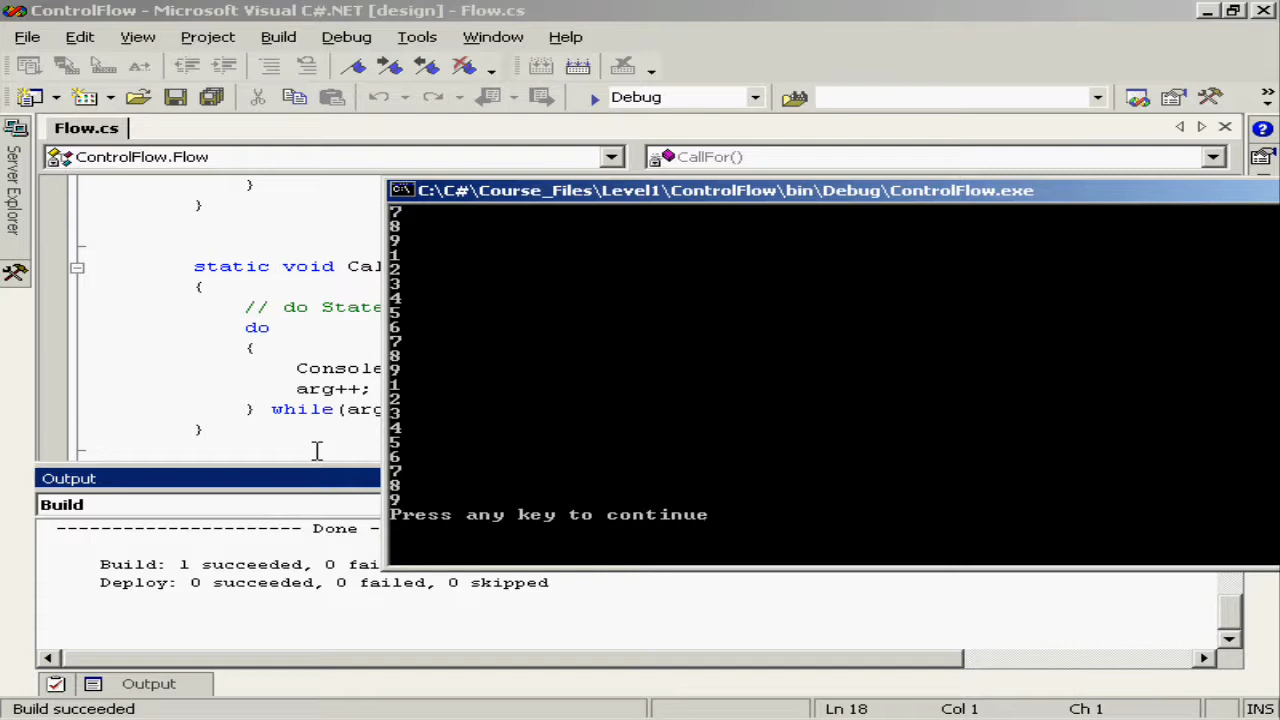 ControlFlow - Microsoft Visual C#.NET [design] - Flow.cs
File Edit View Project Build Debug Tools Window Help
Debug
Flow.cs
ControlFlow.Flow
CallFor()
Server Explorer
}
}
static void Cal
{
// do State
do
{
Console
arg++;
} while(arg
}
C:\C#\Course_Files\Level1\ControlFlow\bin\Debug\ControlFlow.exe
7
8
9
1
2
3
4
5
6
7
8
9
1
2
3
4
5
6
7
8
9
Press any key to continue
Output
Build
--------------------- Done -
Build: 1 succeeded, 0 fai
Deploy: 0 succeeded, 0 failed, 0 skipped
Output
Build succeeded
Ln 18 Col 1 Ch 1 INS